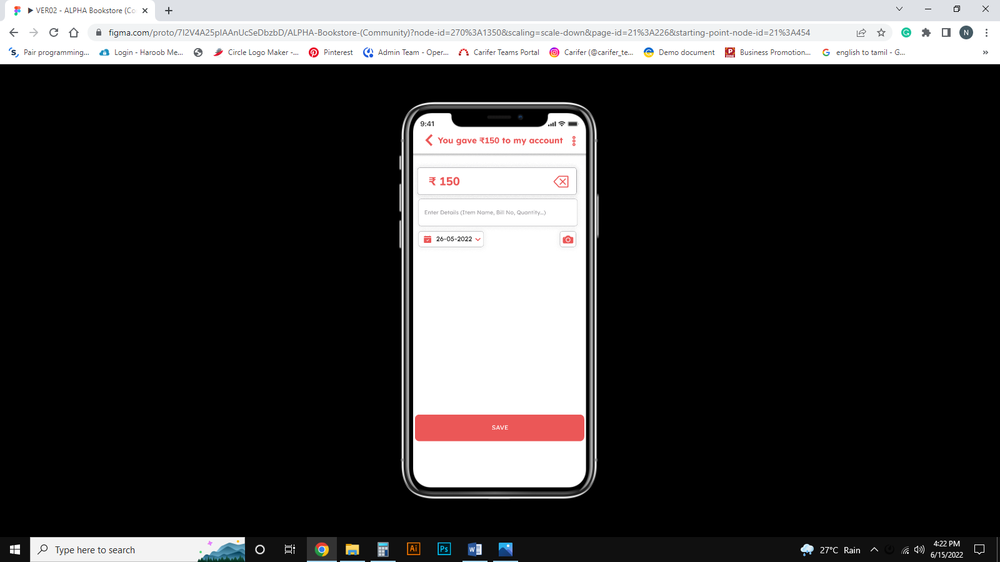 VER02 - ALPHA Bookstore (Co
figma.com/proto/7I2V4A25pIAAnUcSeDbzbD/ALPHA-Bookstore-(Community)?node-id=270%3A1350&scaling=scale-down&page-id=21%3A226&starting-point-node-id=21%3A454
N
Pair programming... Login - Haroob Me... Circle Logo Maker -... Pinterest Admin Team - Oper... Carifer Teams Portal Carifer (@carifer_te... Demo document Business Promotion... english to tamil - G... »
9:41
You gave ₹150 to my account
₹ 150
Enter Details (Item Name, Bill No, Quantity...)
26-05-2022
SAVE
Type here to search
Ai
Ps
27°C Rain
4:22 PM
6/15/2022